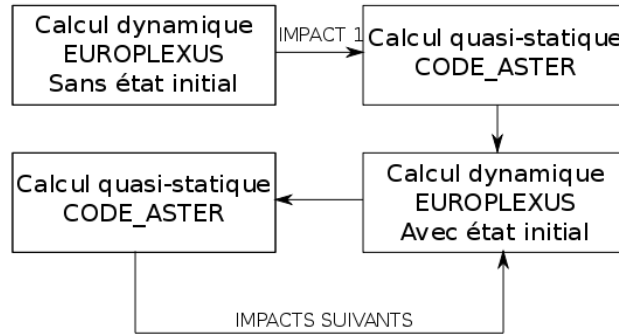 Calcul dynamique
EUROPLEXUS
Sans état initial
IMPACT 1
Calcul quasi-statique
CODE_ASTER
Calcul quasi-statique
CODE_ASTER
Calcul dynamique
EUROPLEXUS
Avec état initial
IMPACTS SUIVANTS